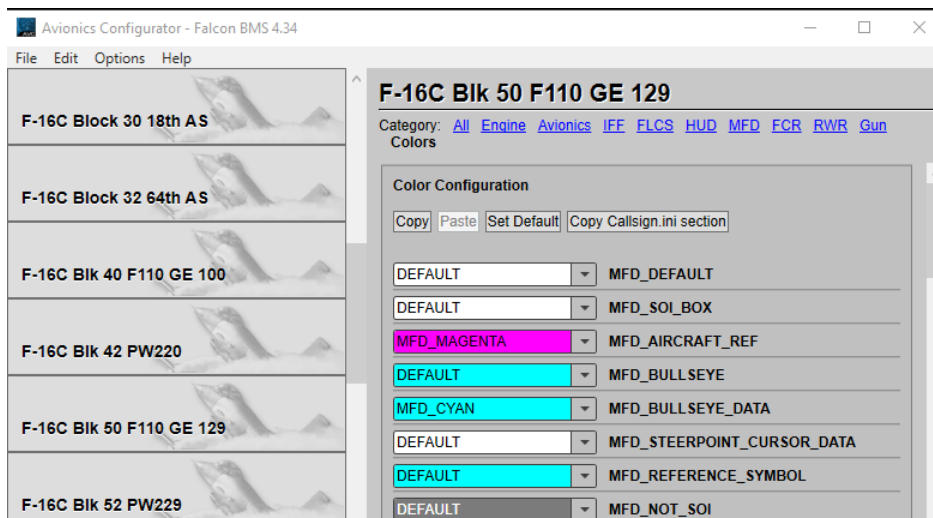 Avionics Configurator - Falcon BMS 4.34
File Edit Options Help
F-16C Block 30 18th AS
F-16C Block 32 64th AS
F-16C Blk 40 F110 GE 100
F-16C Blk 42 PW220
F-16C Blk 50 F110 GE 129
F-16C Blk 52 PW229
F-16C Blk 50 F110 GE 129
Category: All Engine Avionics IFF FLCS HUD MFD FCR RWR Gun
Colors
Color Configuration
Copy Paste Set Default Copy Callsign.ini section
DEFAULT MFD_DEFAULT
DEFAULT MFD_SOI_BOX
MFD_MAGENTA MFD_AIRCRAFT_REF
DEFAULT MFD_BULLSEYE
MFD_CYAN MFD_BULLSEYE_DATA
DEFAULT MFD_STEERPOINT_CURSOR_DATA
DEFAULT MFD_REFERENCE_SYMBOL
DEFAULT MFD_NOT_SOI